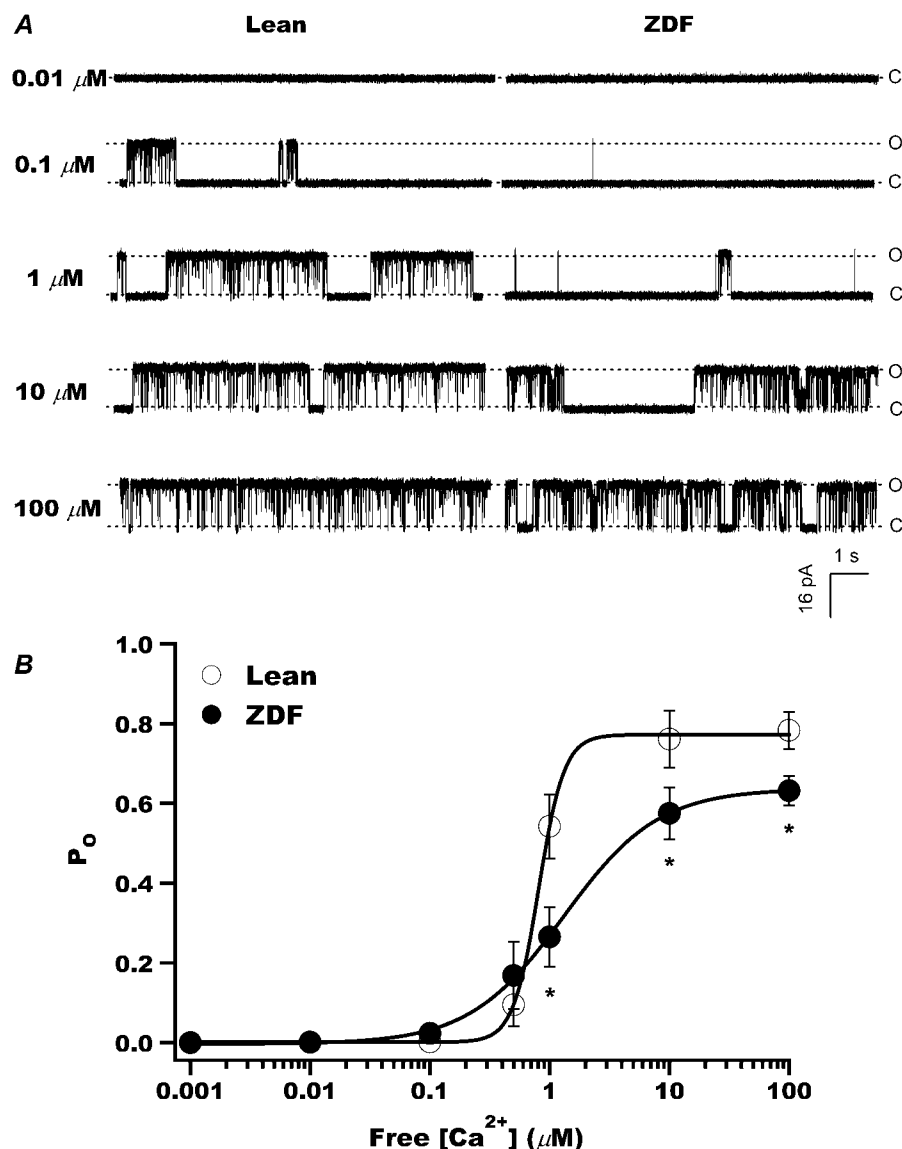 A
Lean ZDF
0.01 μM C
O
0.1 μM
C
O
1 μM
C
O
10 μM
C
O
100 μM
C
1 s
16 pA
B
1.0
0.8
0.6
0.4
0.2
0.0
Po
Lean
ZDF
*
*
*
0.001 0.01 0.1 1 10 100
Free [Ca2+] (μM)